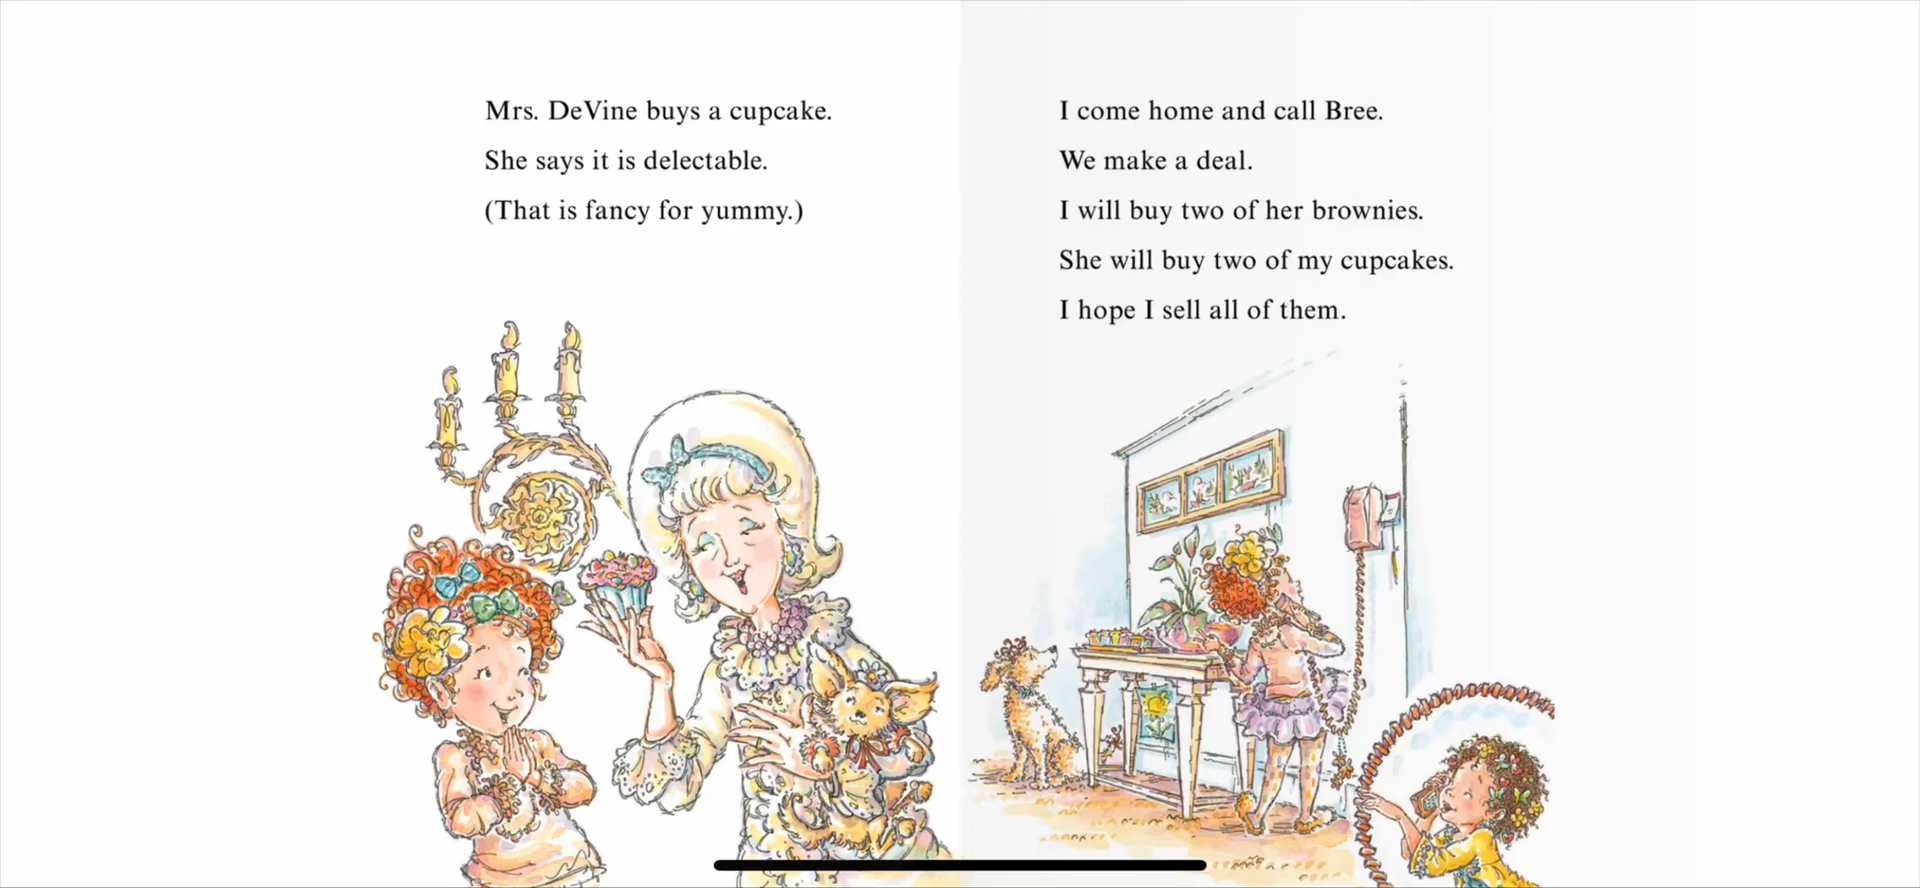 Mrs. DeVine buys a cupcake.
She says it is delectable.
(That is fancy for yummy.)
I come home and call Bree.
We make a deal.
I will buy two of her brownies.
She will buy two of my cupcakes.
I hope I sell all of them.